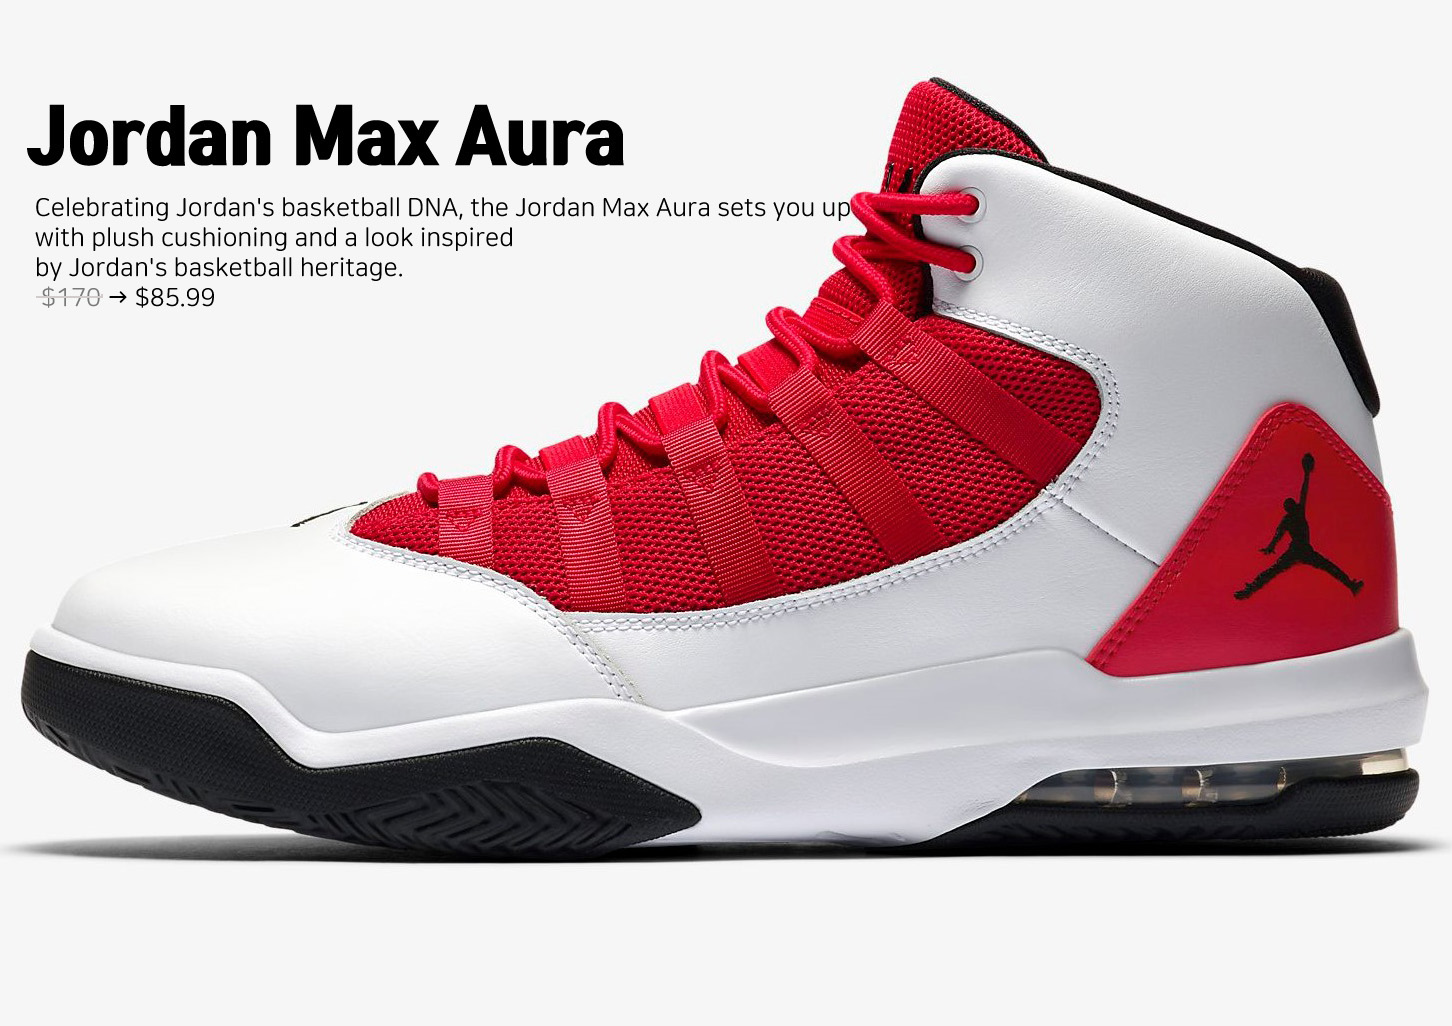 Jordan Max Aura
Celebrating Jordan's basketball DNA, the Jordan Max Aura sets you up
with plush cushioning and a look inspired
by Jordan's basketball heritage.
$170 → $85.99